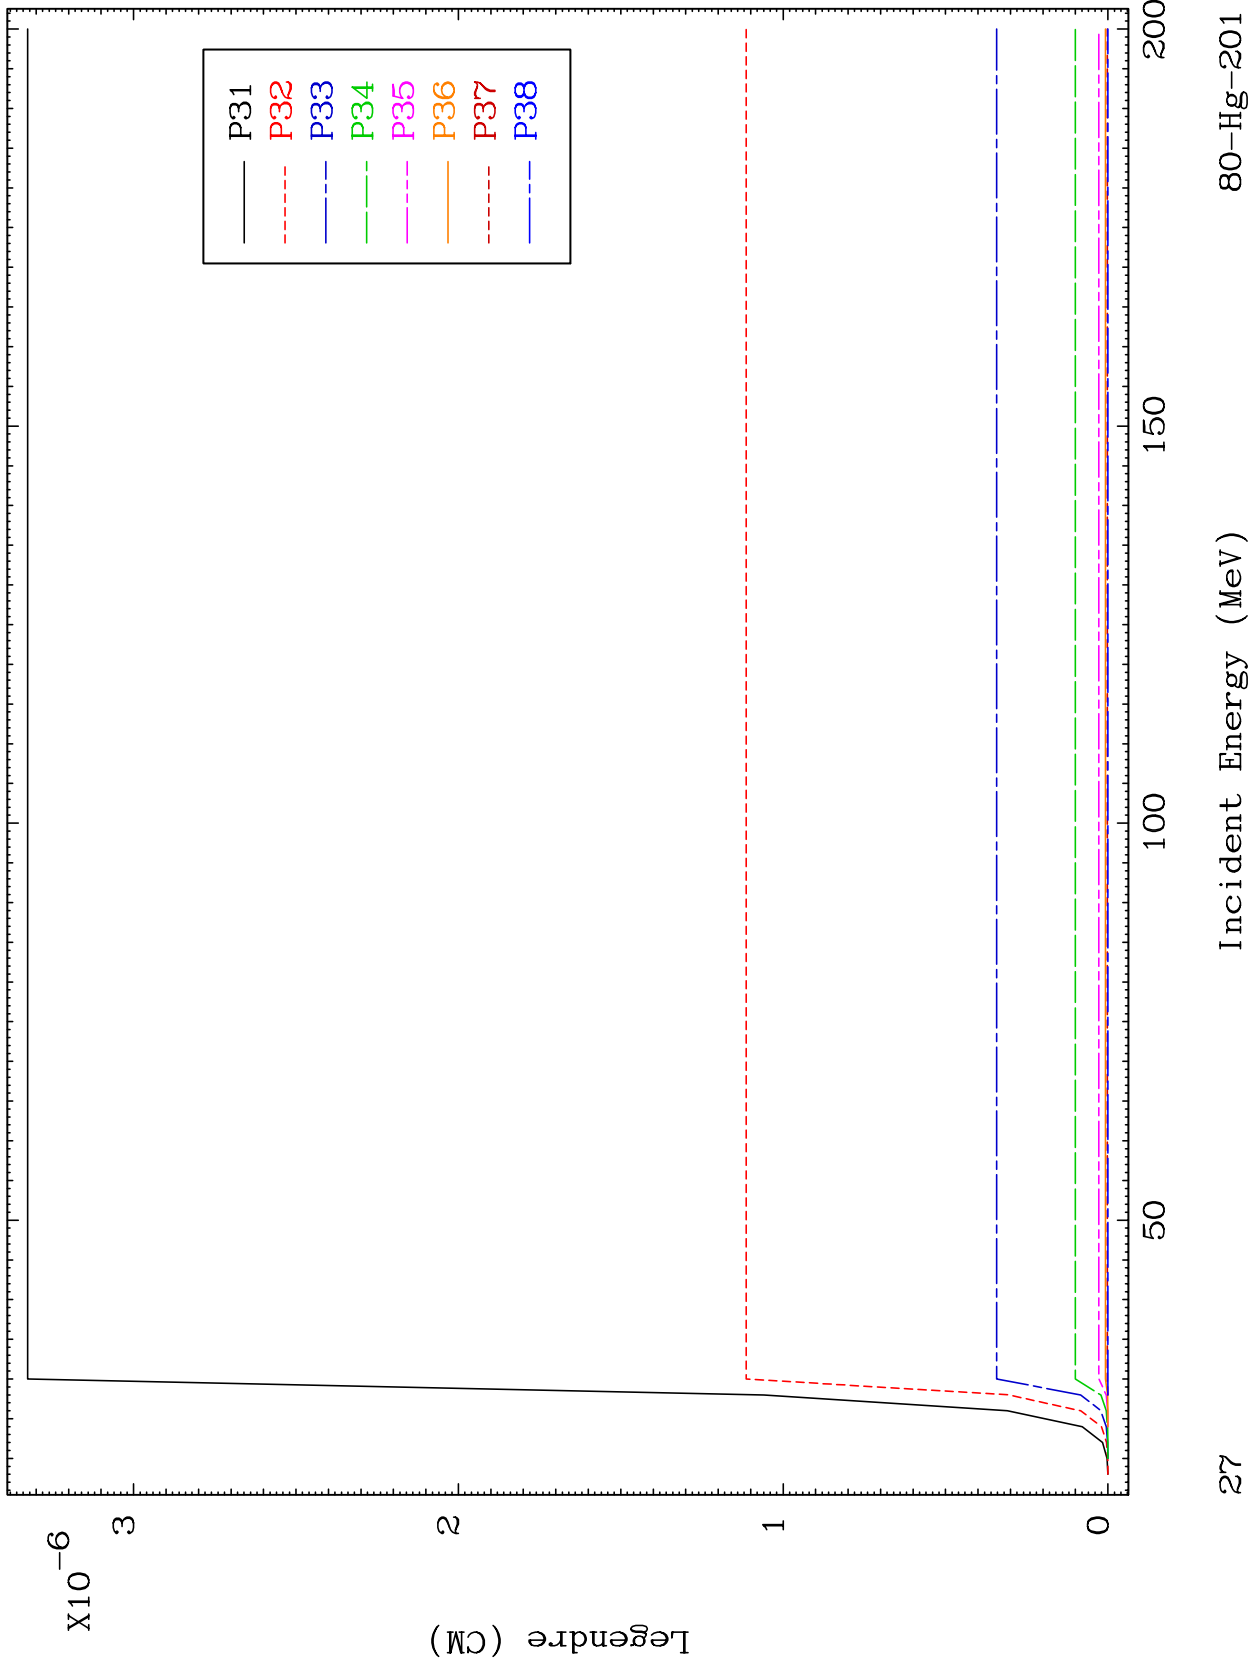 X10⁻⁶
3
2
1
0
Legendre (CM)
P31
P32
P33
P34
P35
P36
P37
P38
50
100
150
200
27
Incident Energy (MeV)
80-Hg-201